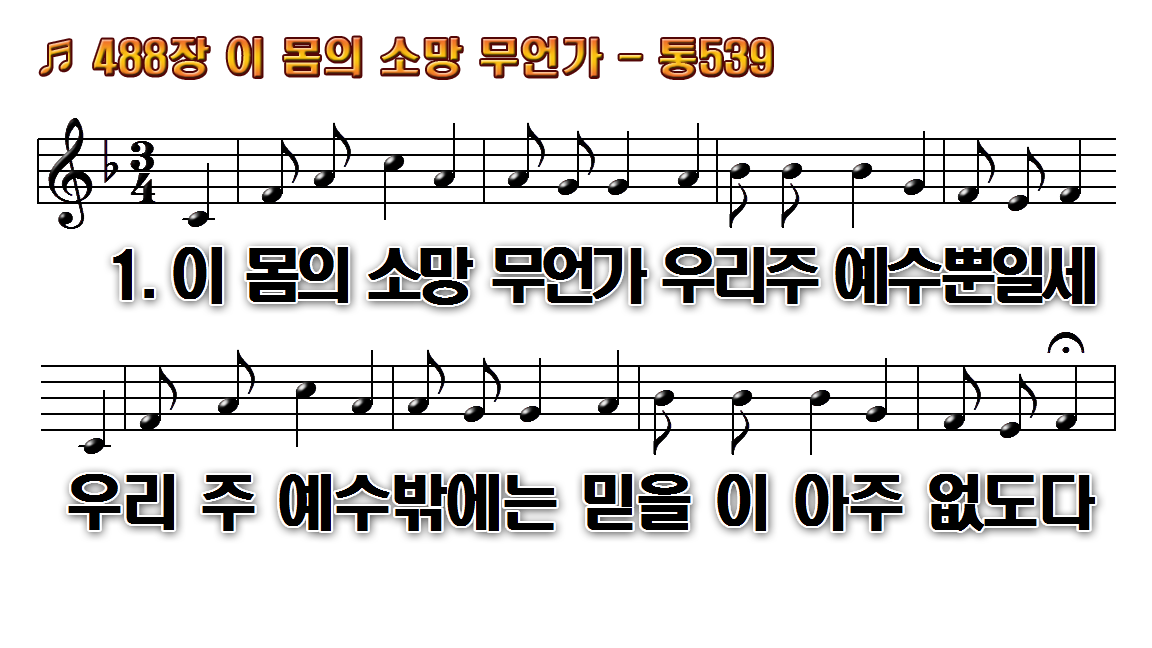 ♬ 488장 이 몸의 소망 무언가 - 통539
3
4
1. 이 몸의 소망 무언가 우리주 예수뿐일세
우리 주 예수밖에는 믿을 이 아주 없도다